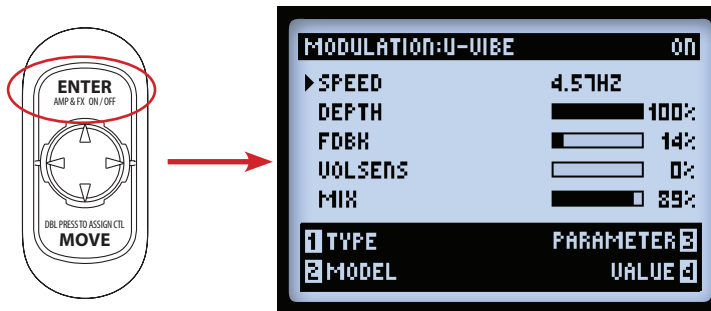 ENTER
AMP & FX ON/OFF
DBL PRESS TO ASSIGN CTL
MOVE
MODULATION:U-VIBE on
SPEED 4.57HZ
DEPTH 100%
FDBK 14%
VOLSENS 0%
MIX 89%
1 TYPE PARAMETER 3
2 MODEL VALUE 4